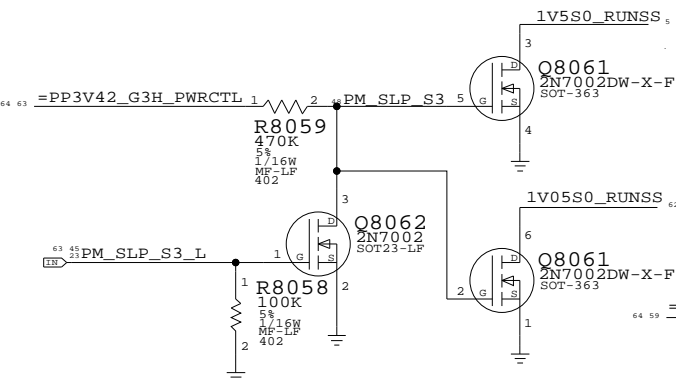 1V5S0_RUNSS 5
3
D
Q8061
2N7002DW-X-F
SOT-363
64 63 =PP3V42_G3H_PWRCTL 1 2 PM_SLP_S3 5 G S
4
R8059
470K
5%
1/16W
MF-LF
402
1V05S0_RUNSS 62
3
D
Q8062
2N7002
SOT23-LF
6
D
Q8061
2N7002DW-X-F
SOT-363
63 45
23
IN PM_SLP_S3_L 1 G S
2
2 G S
1
1 R8058
100K
5%
1/16W
MF-LF
402
2
64 59 =